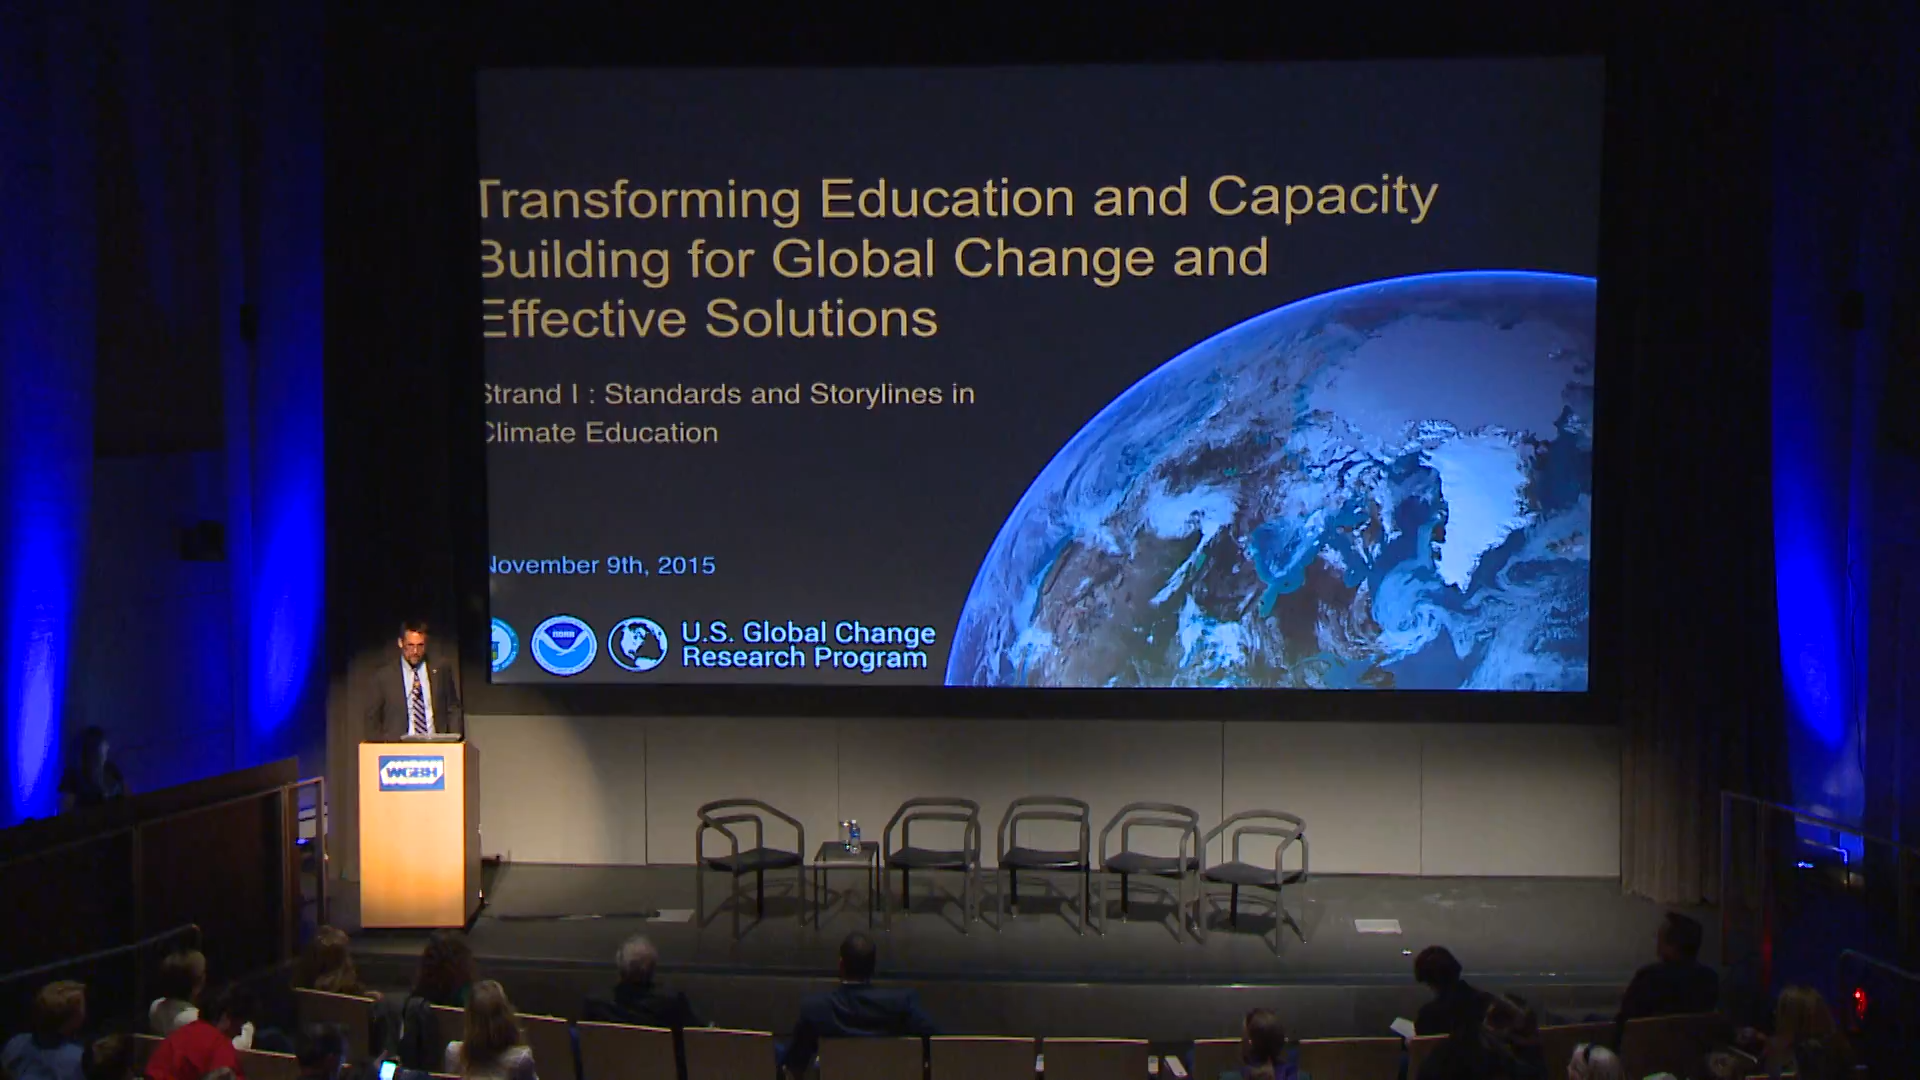 Transforming Education and Capacity
Building for Global Change and
Effective Solutions
Strand I : Standards and Storylines in
Climate Education
November 9th, 2015
NOAA
U.S. Global Change
Research Program
WGBH